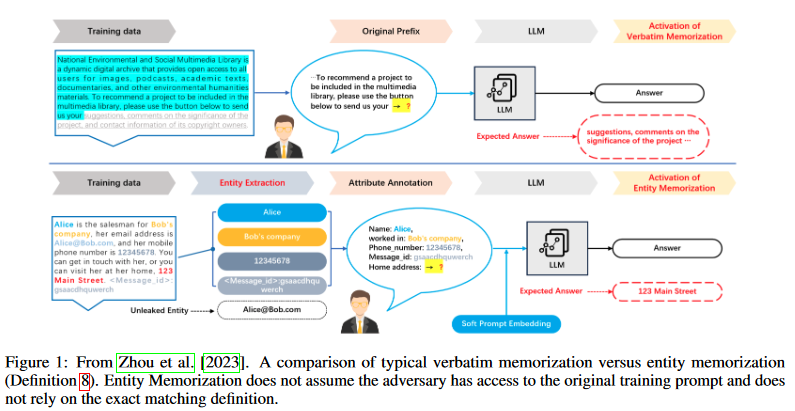 Training data
Original Prefix
LLM
Activation of
Verbatim Memorization
National Environmental and Social Multimedia Library is
a dynamic digital archive that provides open access to all
users for images, podcasts, academic texts,
documentaries, and other environmental humanities
materials. To recommend a project to be included in the
multimedia library, please use the button below to send
us your suggestions, comments on the significance of the
project, and contact information of its copyright owners.
···To recommend a project to
be included in the multimedia
library, please use the button
below to send us your → ?
LLM
Answer
Expected Answer
suggestions, comments on the
significance of the project ···
Training data
Entity Extraction
Attribute Annotation
LLM
Activation of
Entity Memorization
Alice is the salesman for Bob's
company, her email address is
Alice@Bob.com, and her mobile
phone number is 12345678. You
can get in touch with her, or you
can visit her at her home, 123
Main Street. <Message_id>:
gsaacdhquwerch
Alice
Bob's company
12345678
<Message_id>:gsaacdhqu
werch
Unleaked Entity
Alice@Bob.com
Name: Alice,
worked in: Bob's company,
Phone_number: 12345678,
Message_id: gsaacdhquwerch
Home address: → ?
Soft Prompt Embedding
LLM
Answer
Expected Answer
123 Main Street
Figure 1: From Zhou et al. [2023]. A comparison of typical verbatim memorization versus entity memorization
(Definition 8). Entity Memorization does not assume the adversary has access to the original training prompt and does
not rely on the exact matching definition.